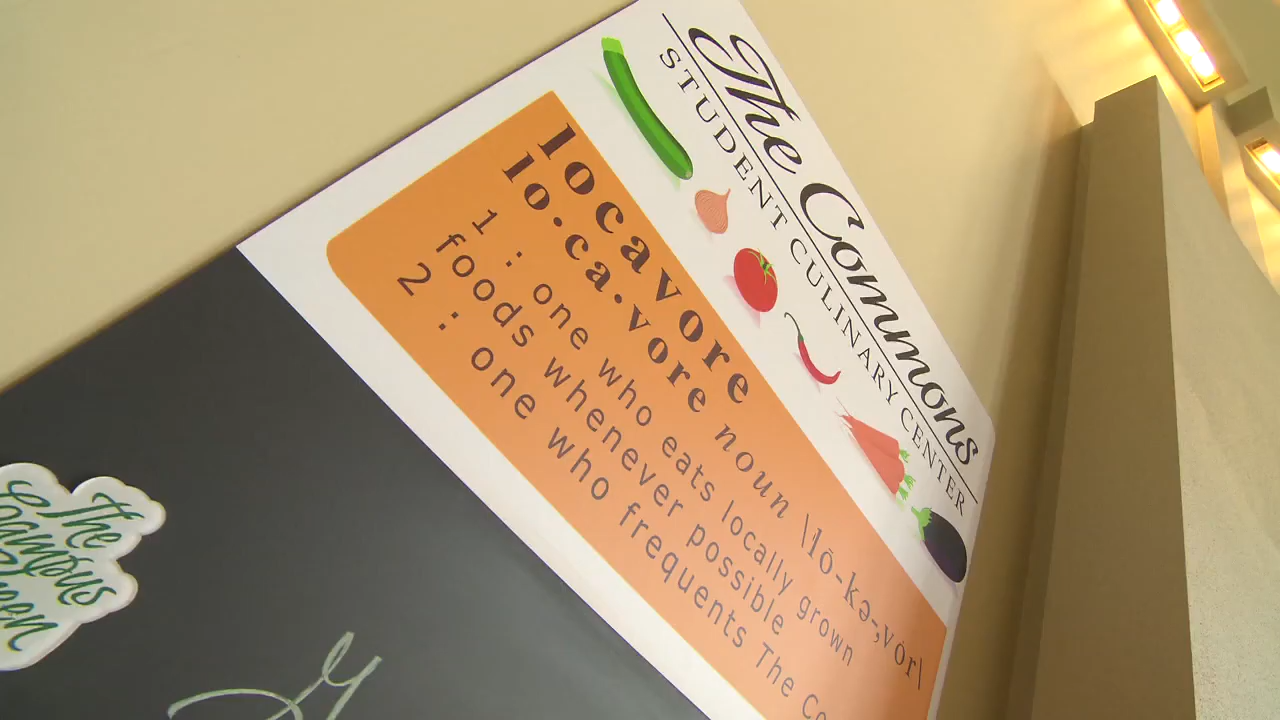 The Commons
STUDENT CULINARY CENTER
locavore
lo·ca·vore noun \lō-kə-ˌvȯr\
1 : one who eats locally grown
foods whenever possible
2 : one who frequents The Co
The